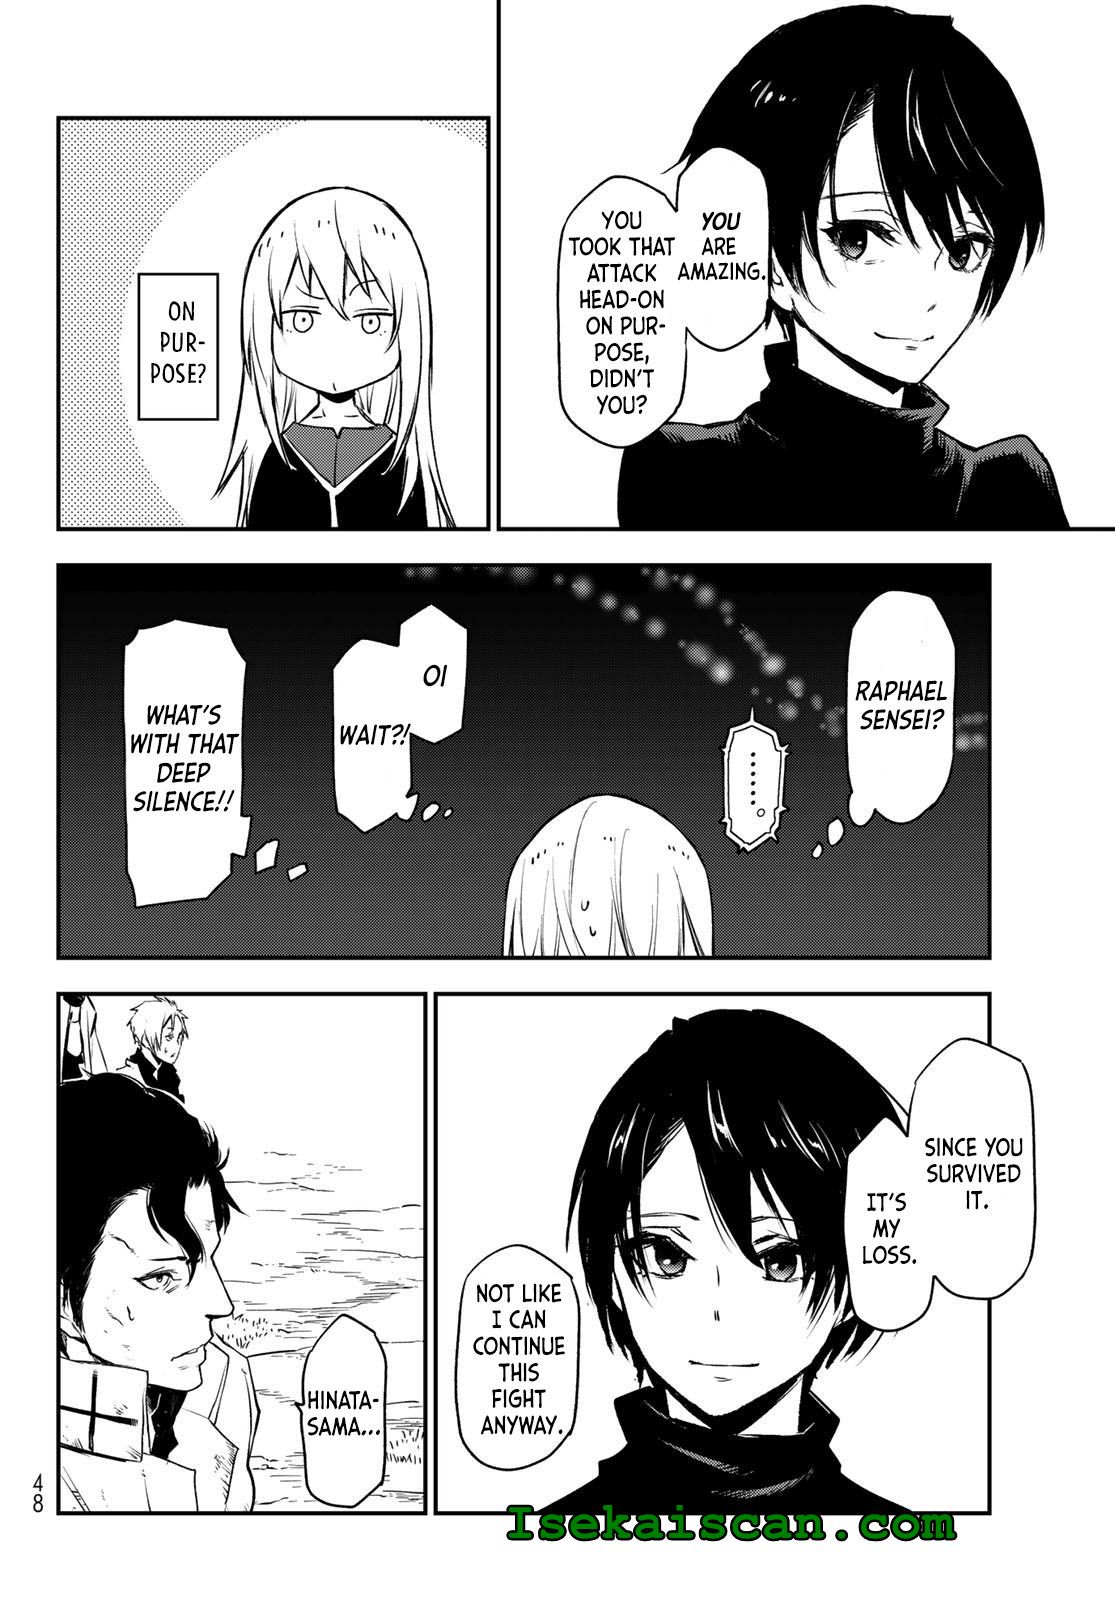 YOU
ARE
AMAZING.
YOU
TOOK THAT
ATTACK
HEAD-ON
ON PUR-
POSE,
DIDN'T
YOU?
ON
PUR-
POSE?
RAPHAEL
SENSEI?
........。
OI
WAIT?!
WHAT'S
WITH THAT
DEEP
SILENCE!!
SINCE YOU
SURVIVED
IT.
IT'S
MY
LOSS.
NOT LIKE
I CAN
CONTINUE
THIS
FIGHT
ANYWAY.
HINATA-
SAMA...
48
Isekaiscan.com